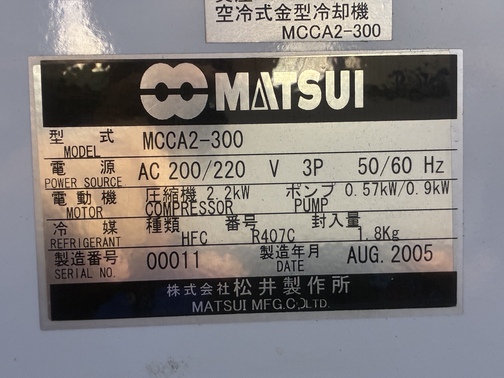 空冷式金型冷却機
MCCA2-300
MATSUI
型式 MCCA2-300
MODEL
電源 AC 200/220 V 3P 50/60 Hz
POWER SOURCE
電動機 圧縮機 2.2kW ポンプ 0.57kW/0.9kW
MOTOR COMPRESSOR PUMP
冷媒 種類 番号 封入量
REFRIGERANT HFC R407C 1.8Kg
製造番号 00011 製造年月 AUG. 2005
SERIAL NO. DATE
株式会社 松井製作所
MATSUI MFG.CO.LTD.